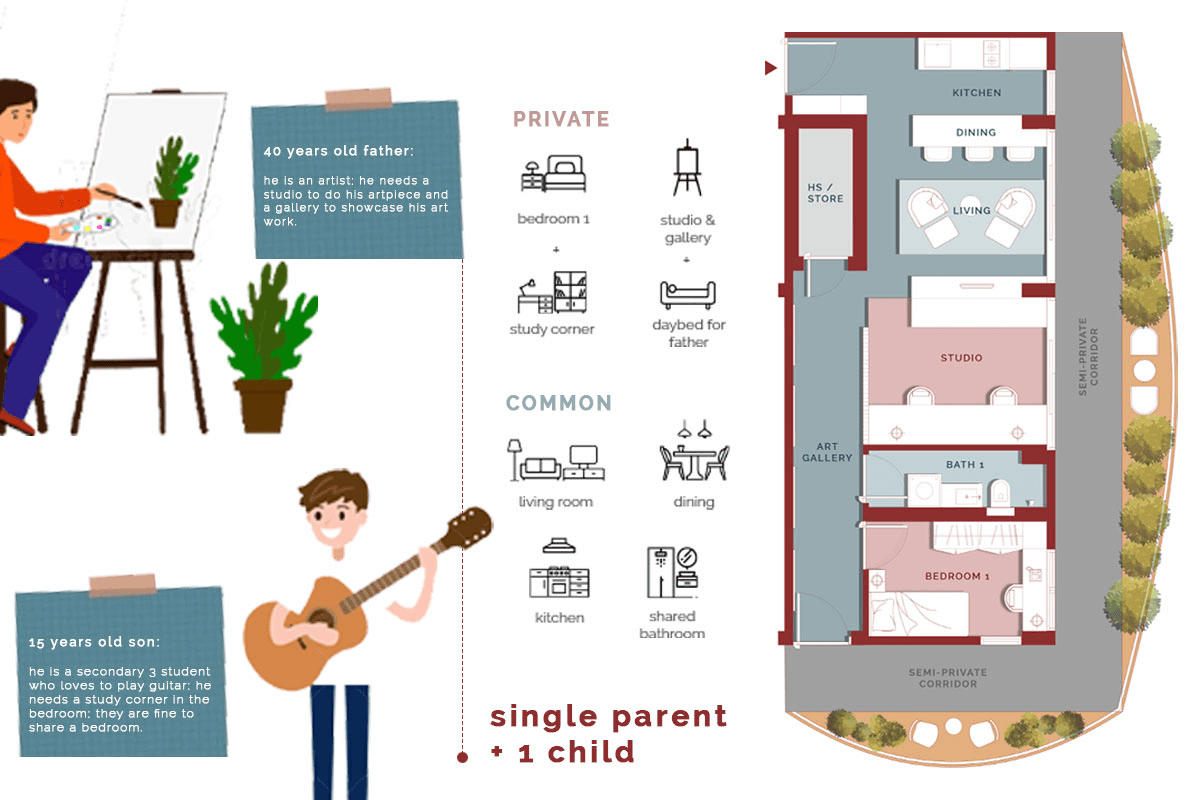 40 years old father:
he is an artist; he needs a
studio to do his artpiece and
a gallery to showcase his art
work.
15 years old son:
he is a secondary 3 student
who loves to play guitar; he
needs a study corner in the
bedroom; they are fine to
share a bedroom.
PRIVATE
bedroom 1
+
study corner
studio &
gallery
+
daybed for
father
COMMON
living room
dining
kitchen
shared
bathroom
single parent
+ 1 child
KITCHEN
DINING
HS /
STORE
LIVING
STUDIO
ART
GALLERY
BATH 1
BEDROOM 1
SEMI-PRIVATE
CORRIDOR
SEMI-PRIVATE
CORRIDOR